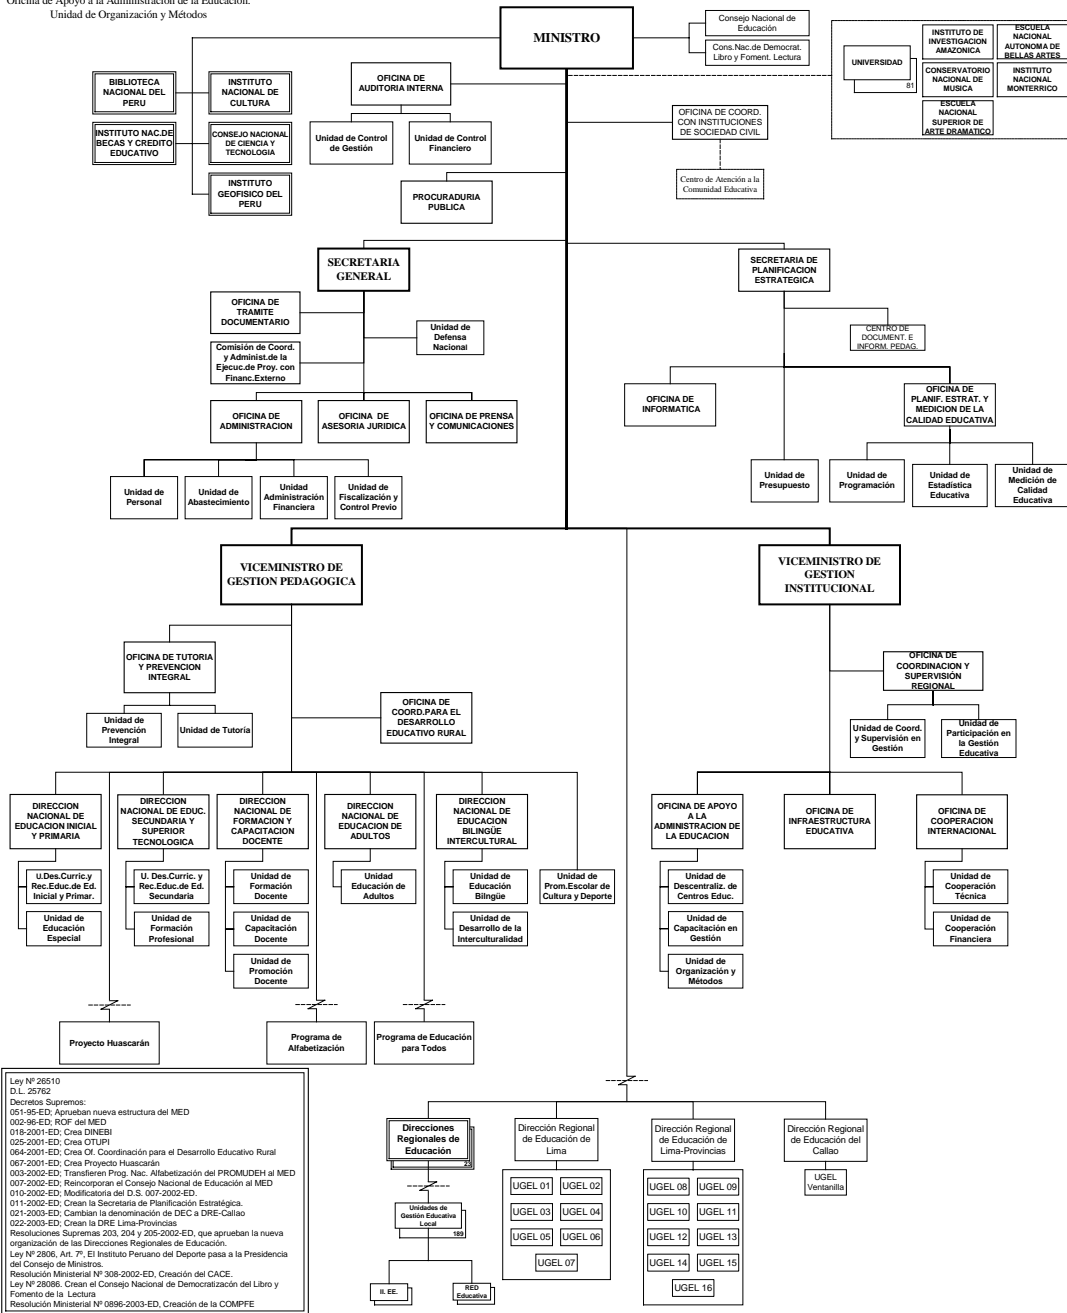 Oficina de Apoyo a la Administración de la Educación.
Unidad de Organización y Métodos
MINISTRO
Consejo Nacional de
Educación
Cons.Nac.de Democrat.
Libro y Foment. Lectura
UNIVERSIDAD
81
INSTITUTO DE
INVESTIGACION
AMAZONICA
ESCUELA
NACIONAL
AUTONOMA DE
BELLAS ARTES
CONSERVATORIO
NACIONAL DE
MUSICA
INSTITUTO
NACIONAL
MONTERRICO
ESCUELA
NACIONAL
SUPERIOR DE
ARTE DRAMATICO
BIBLIOTECA
NACIONAL DEL
PERU
INSTITUTO
NACIONAL DE
CULTURA
INSTITUTO NAC.DE
BECAS Y CREDITO
EDUCATIVO
CONSEJO NACIONAL
DE CIENCIA Y
TECNOLOGIA
INSTITUTO
GEOFISICO DEL
PERU
OFICINA DE
AUDITORIA INTERNA
Unidad de Control
de Gestión
Unidad de Control
Financiero
PROCURADURIA
PUBLICA
OFICINA DE COORD.
CON INSTITUCIONES
DE SOCIEDAD CIVIL
Centro de Atención a la
Comunidad Educativa
SECRETARIA
GENERAL
OFICINA DE
TRAMITE
DOCUMENTARIO
Unidad de
Defensa
Nacional
Comisión de Coord.
y Administ.de la
Ejecuc.de Proy. con
Financ.Externo
OFICINA DE
ADMINISTRACION
OFICINA DE
ASESORIA JURIDICA
OFICINA DE PRENSA
Y COMUNICACIONES
Unidad de
Personal
Unidad de
Abastecimiento
Unidad
Administración
Financiera
Unidad de
Fiscalización y
Control Previo
SECRETARIA DE
PLANIFICACION
ESTRATEGICA
CENTRO DE
DOCUMENT. E
INFORM. PEDAG.
OFICINA DE
INFORMATICA
OFICINA DE
PLANIF. ESTRAT. Y
MEDICION DE LA
CALIDAD EDUCATIVA
Unidad de
Presupuesto
Unidad de
Programación
Unidad de
Estadística
Educativa
Unidad de
Medición de
Calidad
Educativa
VICEMINISTRO DE
GESTION PEDAGOGICA
VICEMINISTRO DE
GESTION
INSTITUCIONAL
OFICINA DE TUTORIA
Y PREVENCION
INTEGRAL
Unidad de
Prevención
Integral
Unidad de Tutoría
OFICINA DE
COORD.PARA EL
DESARROLLO
EDUCATIVO RURAL
OFICINA DE
COORDINACION Y
SUPERVISIÓN
REGIONAL
Unidad de Coord.
y Supervisión en
Gestión
Unidad de
Participación en
la Gestión
Educativa
DIRECCION
NACIONAL DE
EDUCACION INICIAL
Y PRIMARIA
DIRECCION
NACIONAL DE EDUC.
SECUNDARIA Y
SUPERIOR
TECNOLOGICA
DIRECCION
NACIONAL DE
FORMACION Y
CAPACITACION
DOCENTE
DIRECCION
NACIONAL DE
EDUCACION DE
ADULTOS
DIRECCION
NACIONAL DE
EDUCACION
BILINGÜE
INTERCULTURAL
U.Des.Curric.y
Rec.Educ.de Ed.
Inicial y Primar.
U. Des.Curric. y
Rec.Educ.de Ed.
Secundaria
Unidad de
Formación
Docente
Unidad
Educación de
Adultos
Unidad de
Educación
Bilngüe
Unidad de
Prom.Escolar de
Cultura y Deporte
Unidad de
Educación
Especial
Unidad de
Formación
Profesional
Unidad de
Capacitación
Docente
Unidad de
Desarrollo de la
Interculturalidad
Unidad de
Promoción
Docente
OFICINA DE APOYO
A LA
ADMINISTRACION DE
LA EDUCACION
OFICINA DE
INFRAESTRUCTURA
EDUCATIVA
OFICINA DE
COOPERACION
INTERNACIONAL
Unidad de
Descentraliz. de
Centros Educ.
Unidad de
Cooperación
Técnica
Unidad de
Capacitación en
Gestión
Unidad de
Cooperación
Financiera
Unidad de
Organización y
Métodos
Proyecto Huascarán
Programa de
Alfabetización
Programa de Educación
para Todos
Ley Nº 26510
D.L. 25762
Decretos Supremos:
051-95-ED; Aprueban nueva estructura del MED
002-96-ED; ROF del MED
018-2001-ED; Crea DINEBI
025-2001-ED; Crea OTUPI
064-2001-ED; Crea Of. Coordinación para el Desarrollo Educativo Rural
067-2001-ED; Crea Proyecto Huascarán
003-2002-ED; Transfieren Prog. Nac. Alfabetización del PROMUDEH al MED
007-2002-ED; Reincorporan el Consejo Nacional de Educación al MED
010-2002-ED; Modificatoria del D.S. 007-2002-ED.
011-2002-ED; Crean la Secretaria de Planificación Estratégica.
021-2003-ED; Cambian la denominación de DEC a DRE-Callao
022-2003-ED; Crean la DRE Lima-Provincias
Resoluciones Supremas 203, 204 y 205-2002-ED, que aprueban la nueva
organización de las Direcciones Regionales de Educación.
Ley Nº 2806, Art. 7º, El Instituto Peruano del Deporte pasa a la Presidencia
del Consejo de Ministros.
Resolución Ministerial Nº 308-2002-ED, Creación del CACE.
Ley Nº 28086. Crean el Consejo Nacional de Democratizacón del Libro y
Fomento de la Lectura
Resolución Ministerial Nº 0896-2003-ED, Creación de la COMPFE
Direcciones
Regionales de
Educación
23
Unidades de
Gestión Educativa
Local
189
II. EE.
RED
Educativa
Dirección Regional
de Educación de
Lima
UGEL 01
UGEL 02
UGEL 03
UGEL 04
UGEL 05
UGEL 06
UGEL 07
Dirección Regional
de Educación de
Lima-Provincias
UGEL 08
UGEL 09
UGEL 10
UGEL 11
UGEL 12
UGEL 13
UGEL 14
UGEL 15
UGEL 16
Dirección Regional
de Educación del
Callao
UGEL
Ventanilla